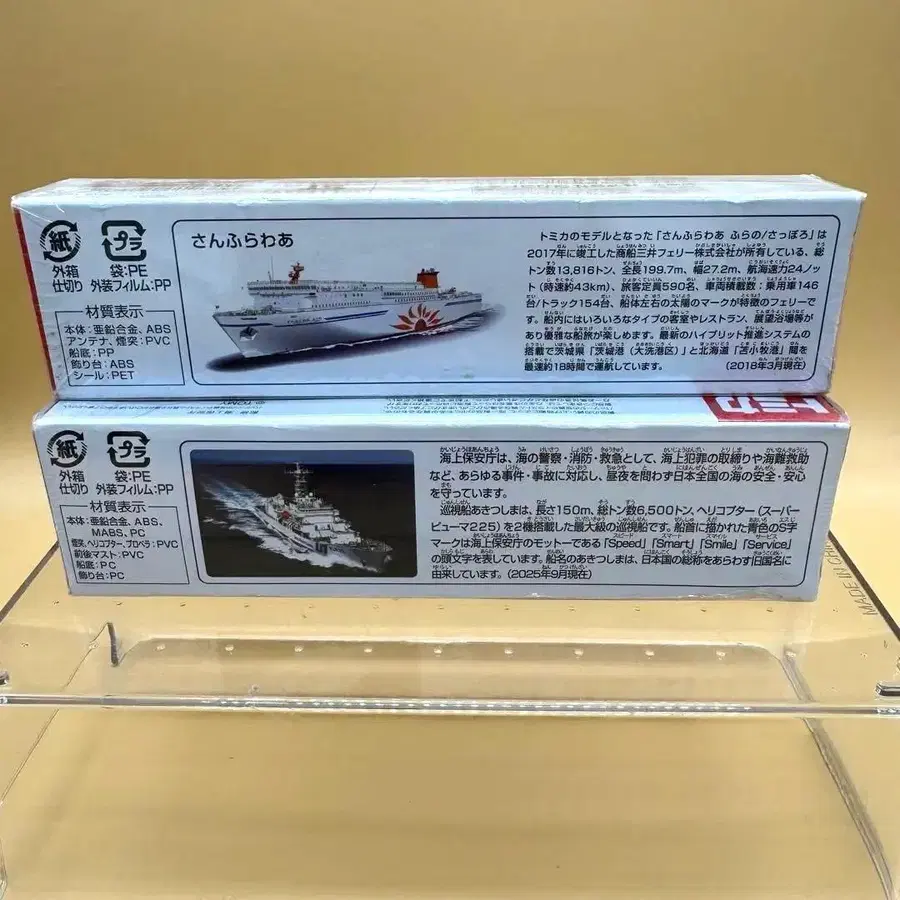 紙
外箱
仕切り
プラ
袋:PE
外装フィルム:PP
材質表示
本体:亜鉛合金、ABS
アンテナ、煙突:PVC
船底:PP
飾り台:ABS
シール:PET
さんふらわあ
トミカのモデルとなった「さんふらわあ ふらの/さっぽろ」は
2017年に竣工した商船三井フェリー株式会社が所有している、総
トン数13,816トン、全長199.7m、幅27.2m、航海速力24ノッ
ト(時速約43km)、旅客定員590名、車両積載数:乗用車146
台/トラック154台、船体左右の太陽のマークが特徴のフェリーで
す。船内にはいろいろなタイプの客室やレストラン、展望浴場等が
あり優雅な船旅が楽しめます。最新のハイブリット推進システムの
搭載で茨城県「茨城港(大洗港区)」と北海道「苫小牧港」間を
最速約18時間で運航しています。
(2018年3月現在)
トミカ
© TOMY
紙
外箱
仕切り
プラ
袋:PE
外装フィルム:PP
材質表示
本体:亜鉛合金、ABS、
MABS、PC
煙突、ヘリコプター、プロペラ:PVC
前後マスト:PVC
船底:PC
飾り台:PC
海上保安庁は、海の警察・消防・救急として、海上犯罪の取締りや海難救助
など、あらゆる事件・事故に対応し、昼夜を問わず日本全国の海の安全・安心
を守っています。
巡視船あきつしまは、長さ150m、総トン数6,500トン、ヘリコプター(スーパー
ピューマ225)を2機搭載した最大級の巡視船です。船首に描かれた青色のS字
マークは海上保安庁のモットーである「Speed」「Smart」「Smile」「Service」
の頭文字を表しています。船名のあきつしまは、日本国の総称をあらわす旧国名に
由来しています。(2025年9月現在)
MADE IN CHINA